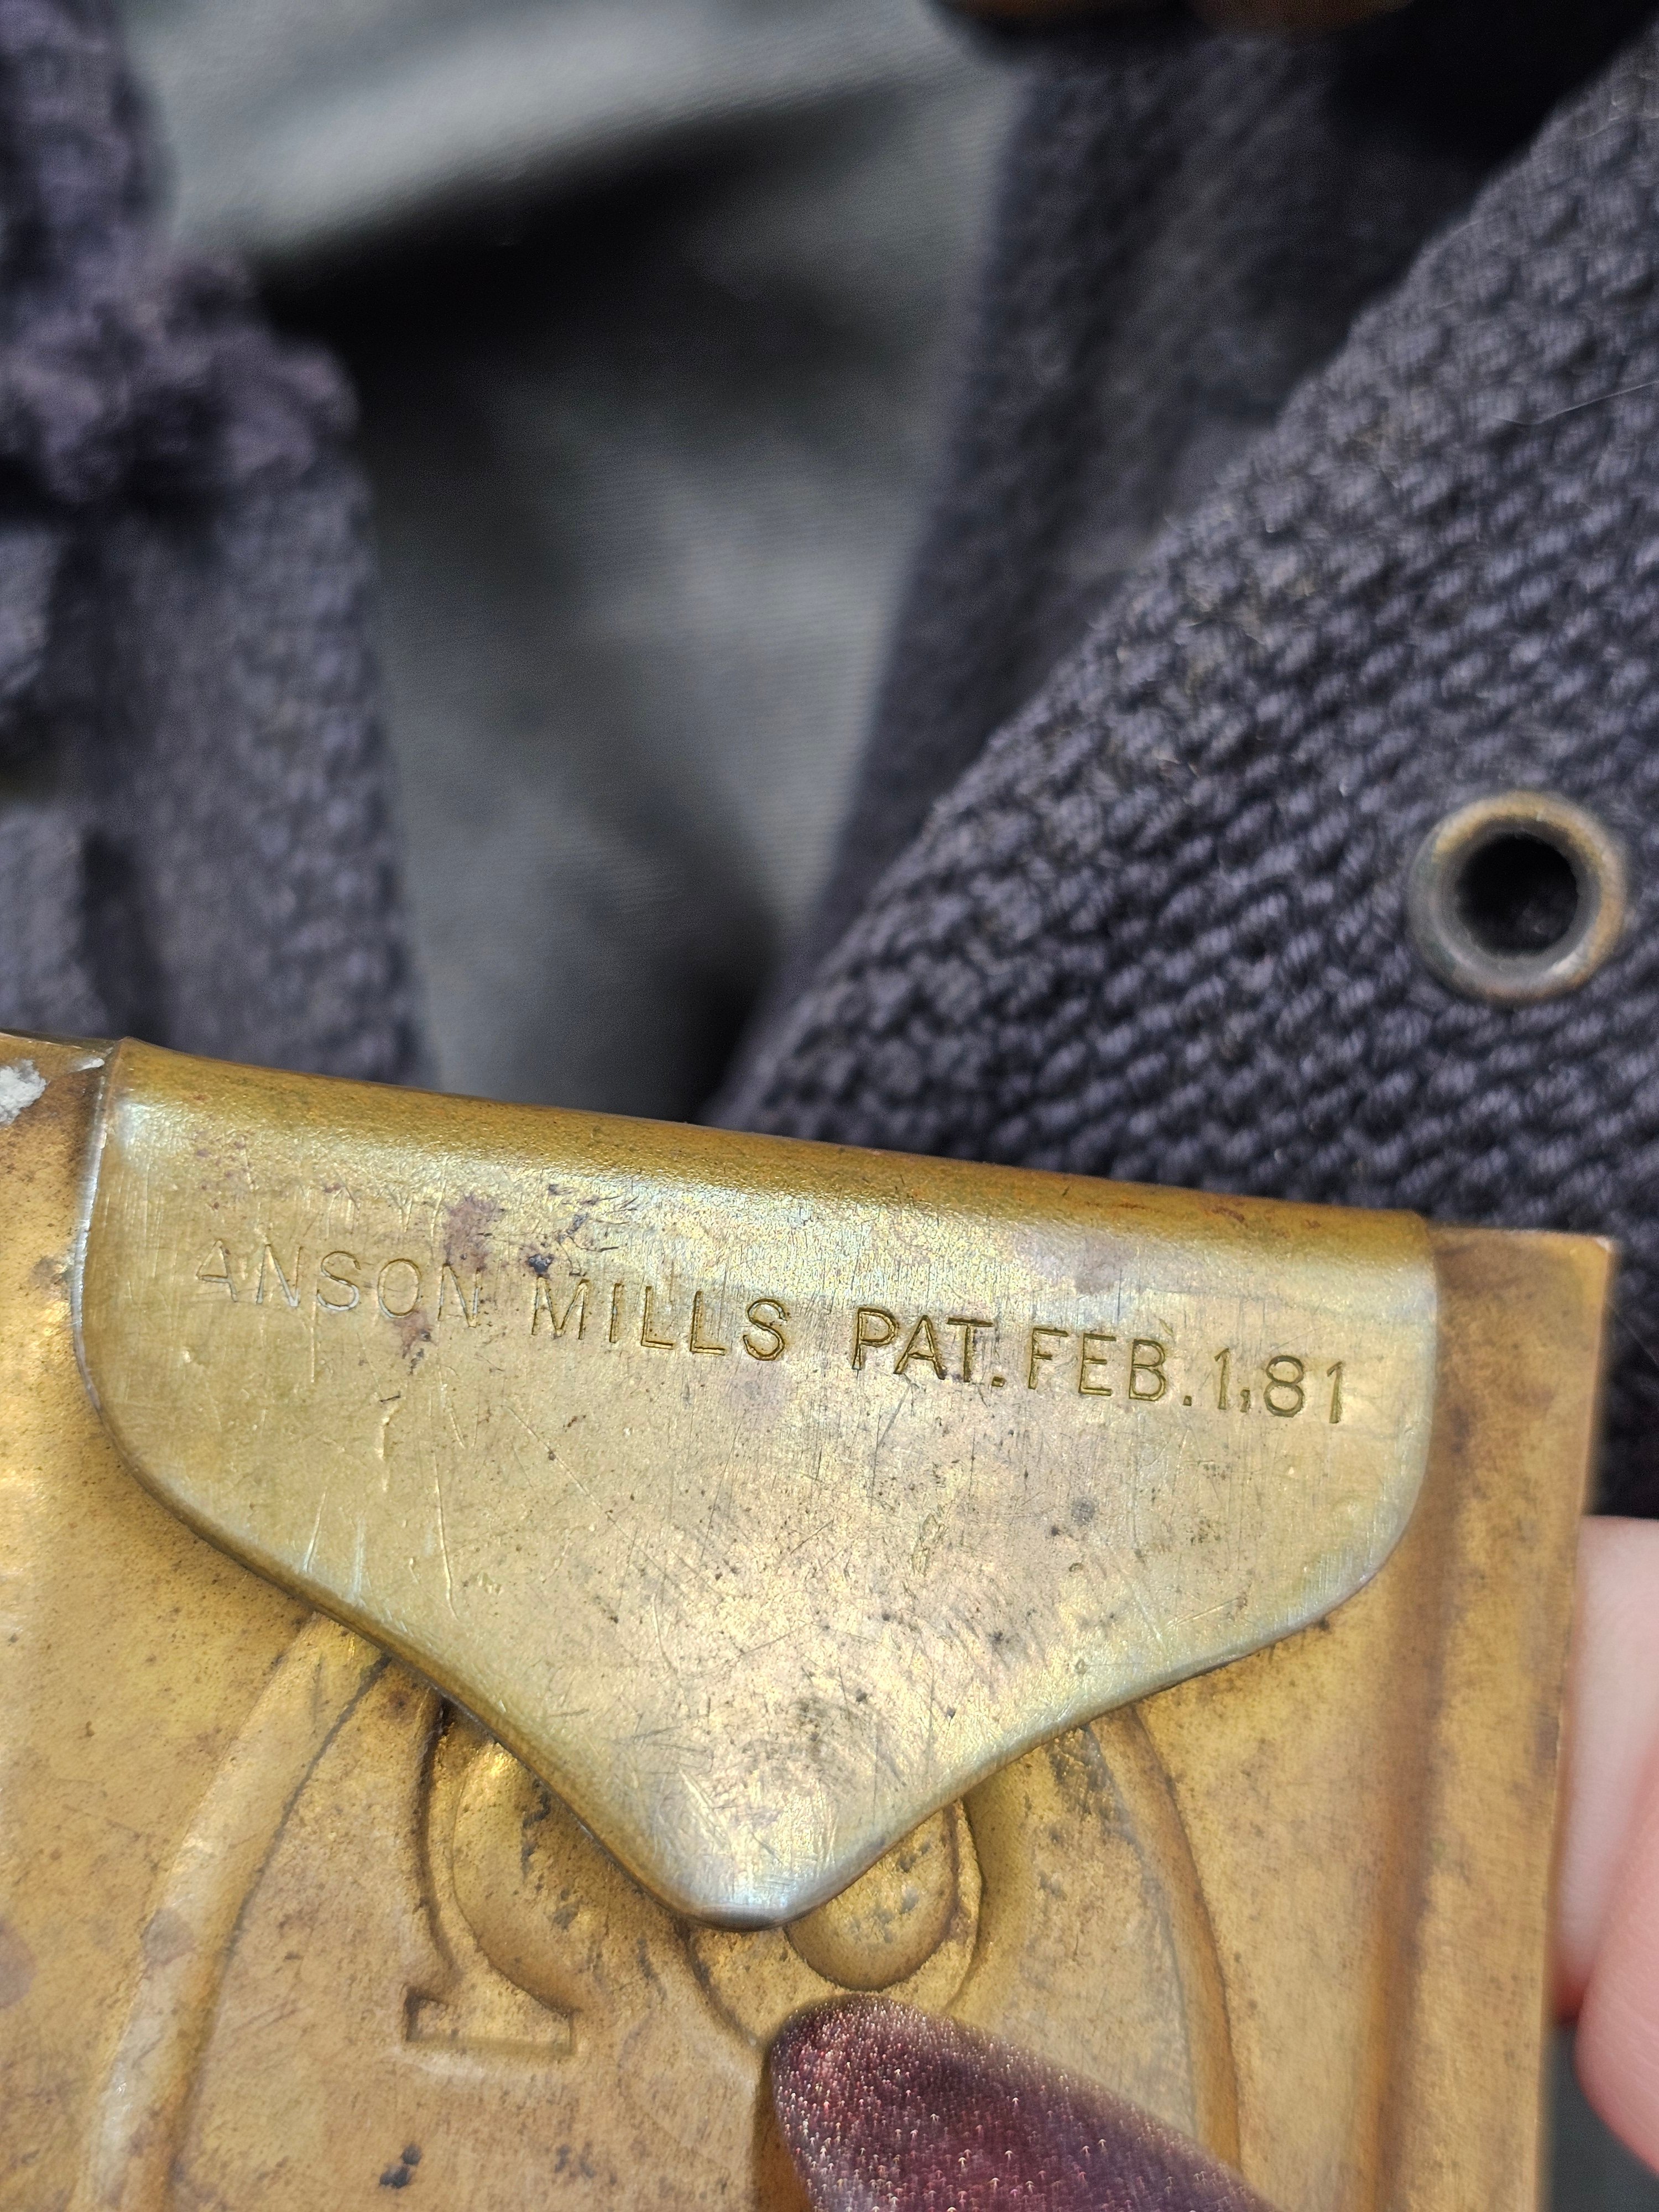 ANSON MILLS PAT. FEB. 1,81